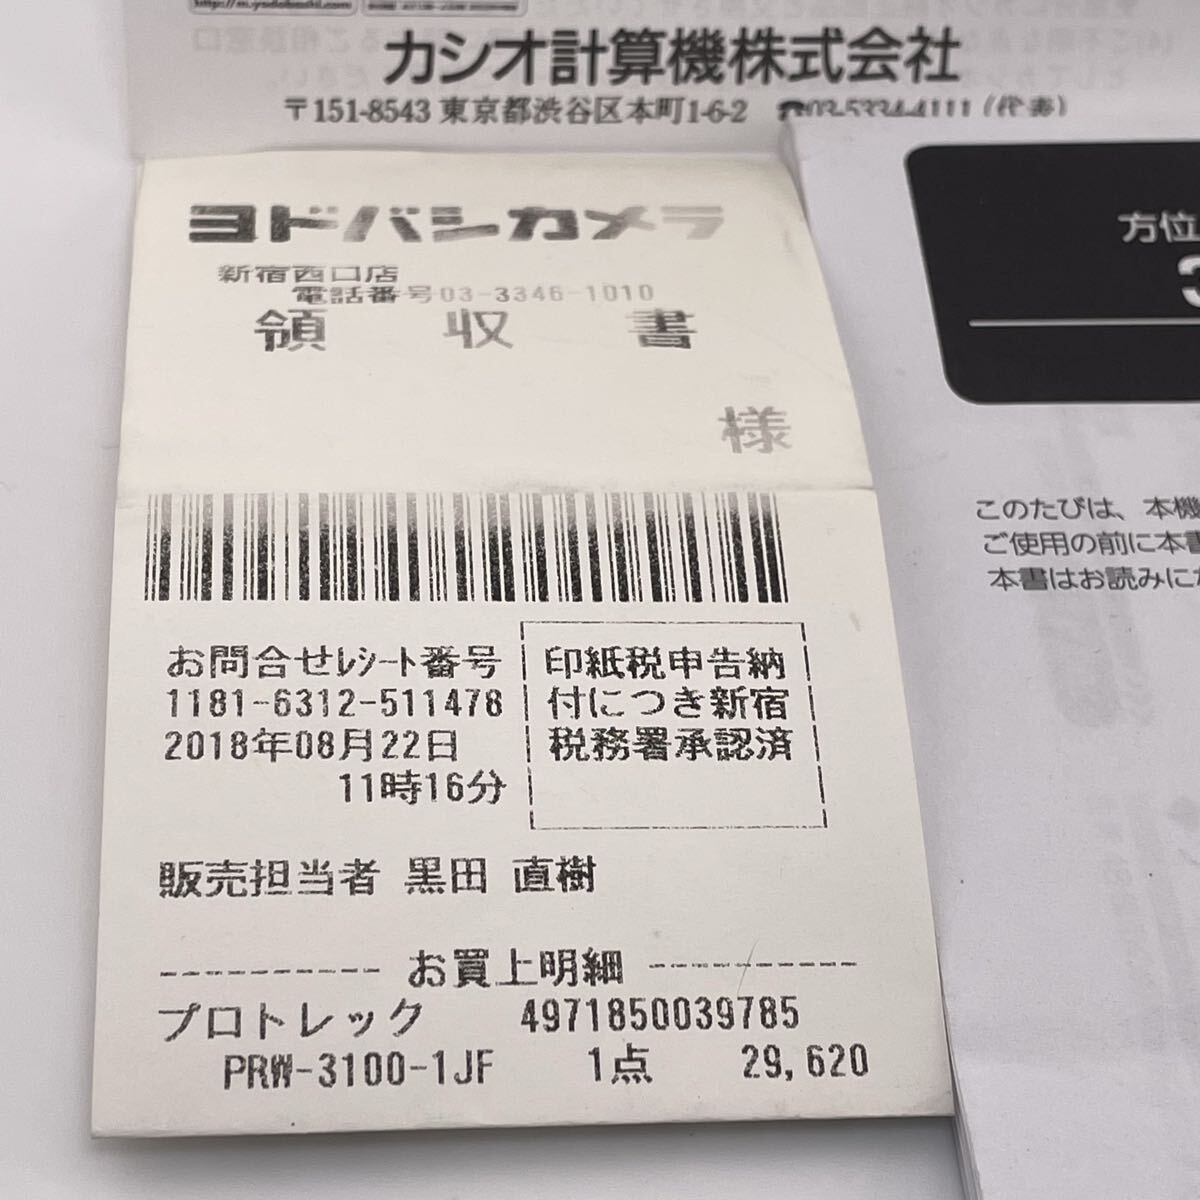 カシオ計算機株式会社
〒151-8543 東京都渋谷区本町1-6-2 ☎03-5334-4111(代表)
ヨドバシカメラ
新宿西口店
電話番号03-3346-1010
領 収 書
様
お問合せレシート番号
1181-6312-511478
2018年08月22日
11時16分
印紙税申告納
付につき新宿
税務署承認済
販売担当者 黒田 直樹
---------- お買上明細 ----------
プロトレック 4971850039785
PRW-3100-1JF 1点 29,620
方位
3
このたびは、本機
ご使用の前に本書
本書はお読みに